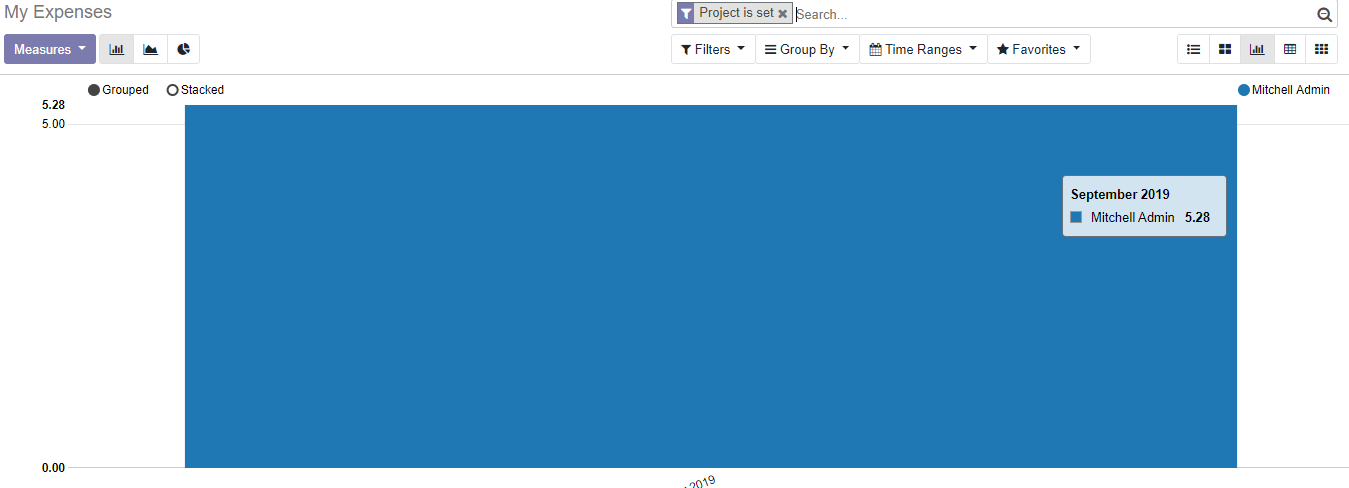 My Expenses
Project is set
Search...
Measures
Filters
Group By
Time Ranges
Favorites
Grouped
Stacked
Mitchell Admin
5.28
5.00
September 2019
Mitchell Admin 5.28
0.00
2019